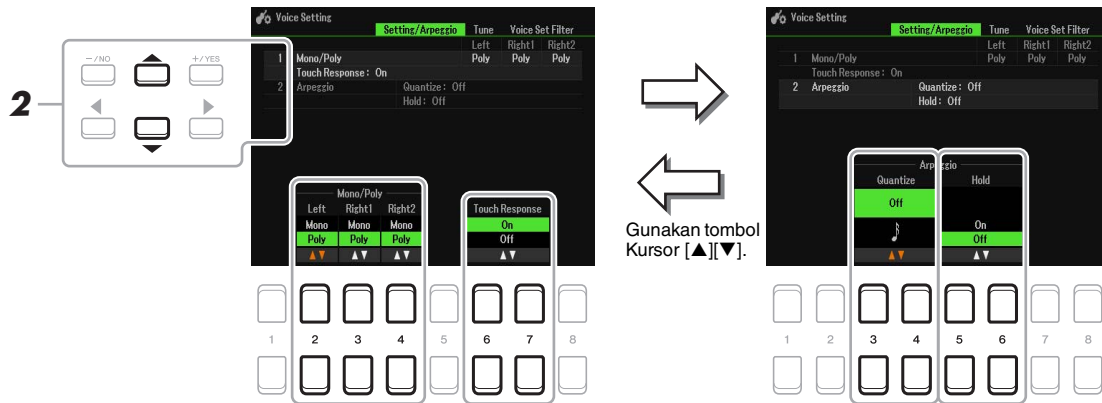 Voice Setting
Setting/Arpeggio Tune Voice Set Filter
Left Right1 Right2
1 Mono/Poly Poly Poly Poly
Touch Response: On
2 Arpeggio Quantize: Off
Hold: Off
Mono/Poly
Left Right1 Right2
Mono Mono Mono
Poly Poly Poly
▲▼ ▲▼ ▲▼
Touch Response
On
Off
▲▼
1 2 3 4 5 6 7 8
2
-/NO
+/YES
Gunakan tombol
Kursor [▲][▼].
Voice Setting
Setting/Arpeggio Tune Voice Set Filter
Left Right1 Right2
1 Mono/Poly Poly Poly Poly
Touch Response: On
2 Arpeggio Quantize: Off
Hold: Off
Arpeggio
Quantize Hold
Off
On
Off
▲▼ ▲▼
1 2 3 4 5 6 7 8